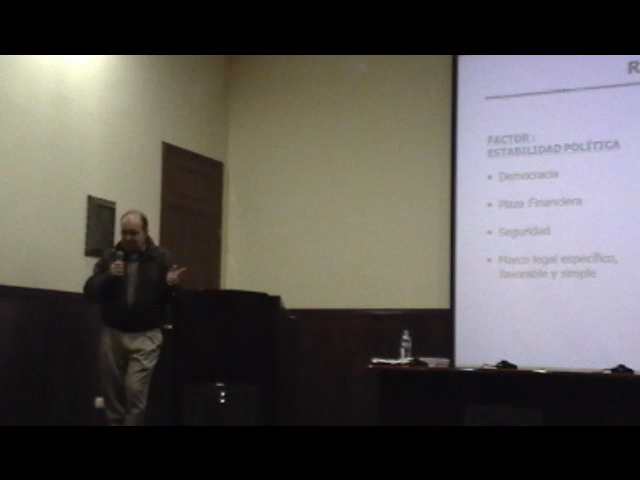 R
FACTOR :
ESTABILIDAD POLÍTICA
• Democracia
• Plaza Financiera
• Seguridad
• Marco legal específico,
favorable y simple